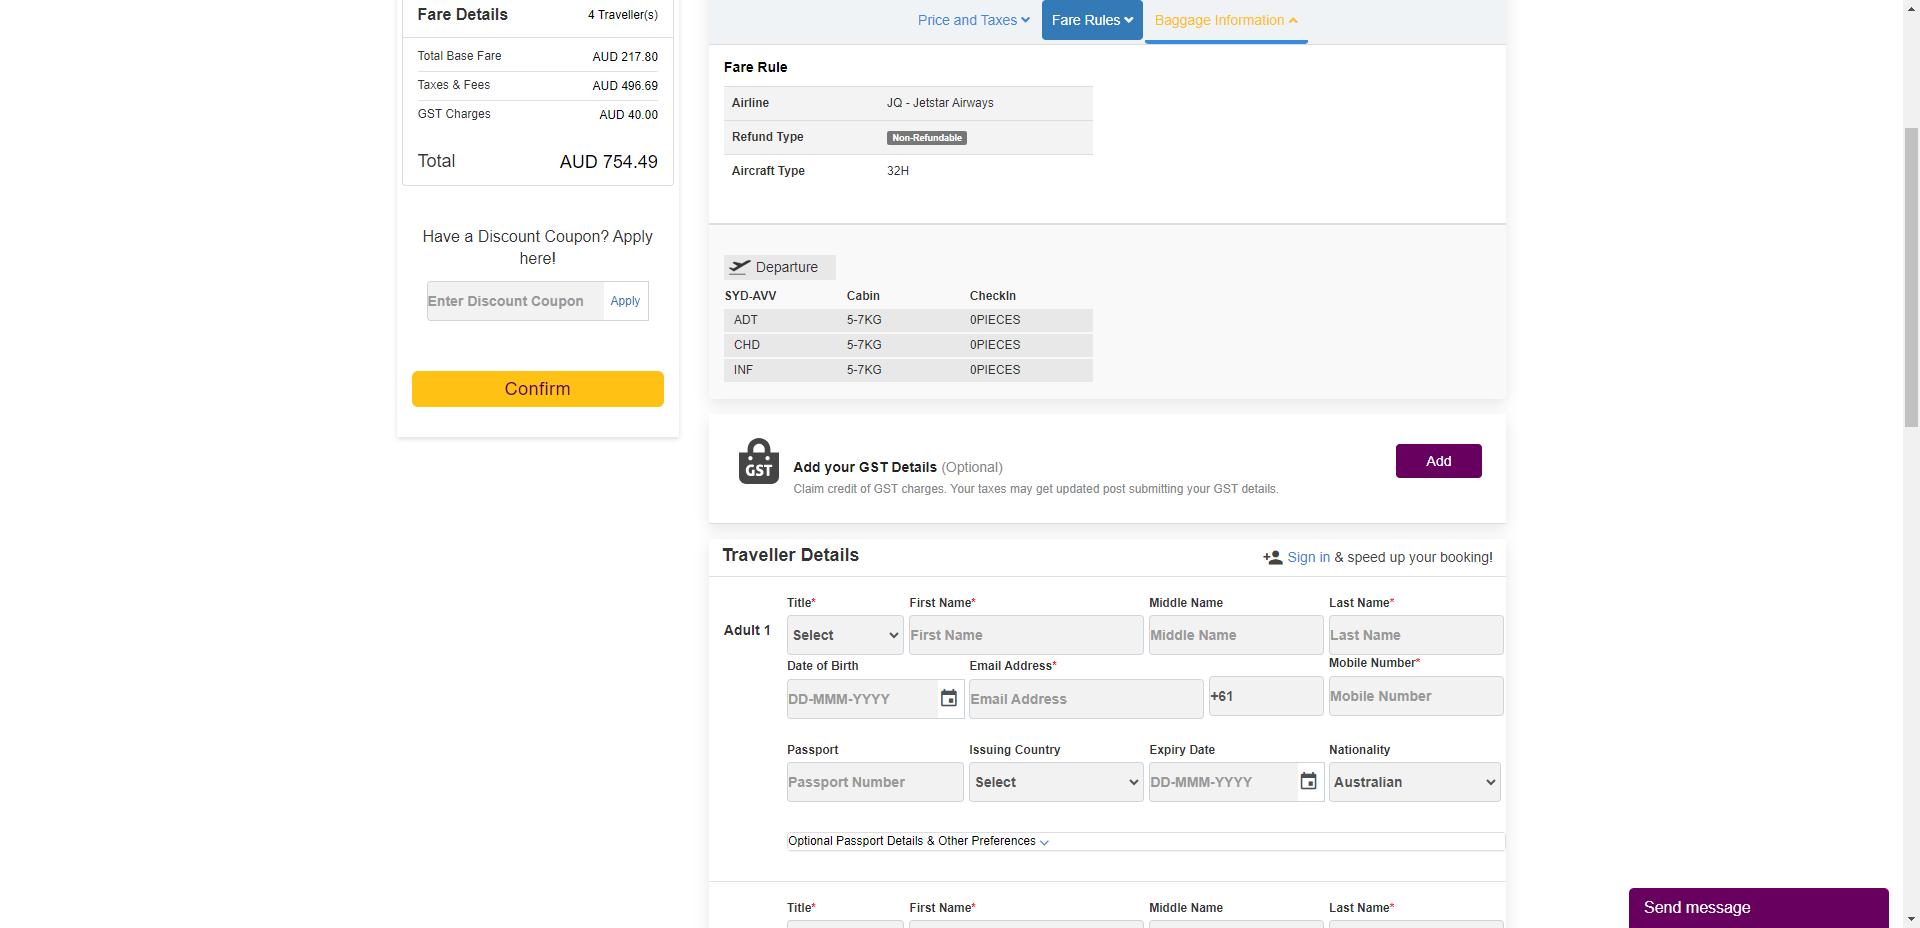 Fare Details 4 Traveller(s)
Total Base Fare AUD 217.80
Taxes & Fees AUD 496.69
GST Charges AUD 40.00
Total AUD 754.49
Have a Discount Coupon? Apply
here!
Enter Discount Coupon Apply
Confirm
Price and Taxes Fare Rules Baggage Information
Fare Rule
Airline JQ - Jetstar Airways
Refund Type Non-Refundable
Aircraft Type 32H
Departure
SYD-AVV Cabin CheckIn
ADT 5-7KG 0PIECES
CHD 5-7KG 0PIECES
INF 5-7KG 0PIECES
GST
Add your GST Details (Optional)
Claim credit of GST charges. Your taxes may get updated post submitting your GST details.
Add
Traveller Details Sign in & speed up your booking!
Title* First Name* Middle Name Last Name*
Adult 1 Select First Name Middle Name Last Name
Date of Birth Email Address* Mobile Number*
DD-MMM-YYYY Email Address +61 Mobile Number
Passport Issuing Country Expiry Date Nationality
Passport Number Select DD-MMM-YYYY Australian
Optional Passport Details & Other Preferences
Title* First Name* Middle Name Last Name*
Send message